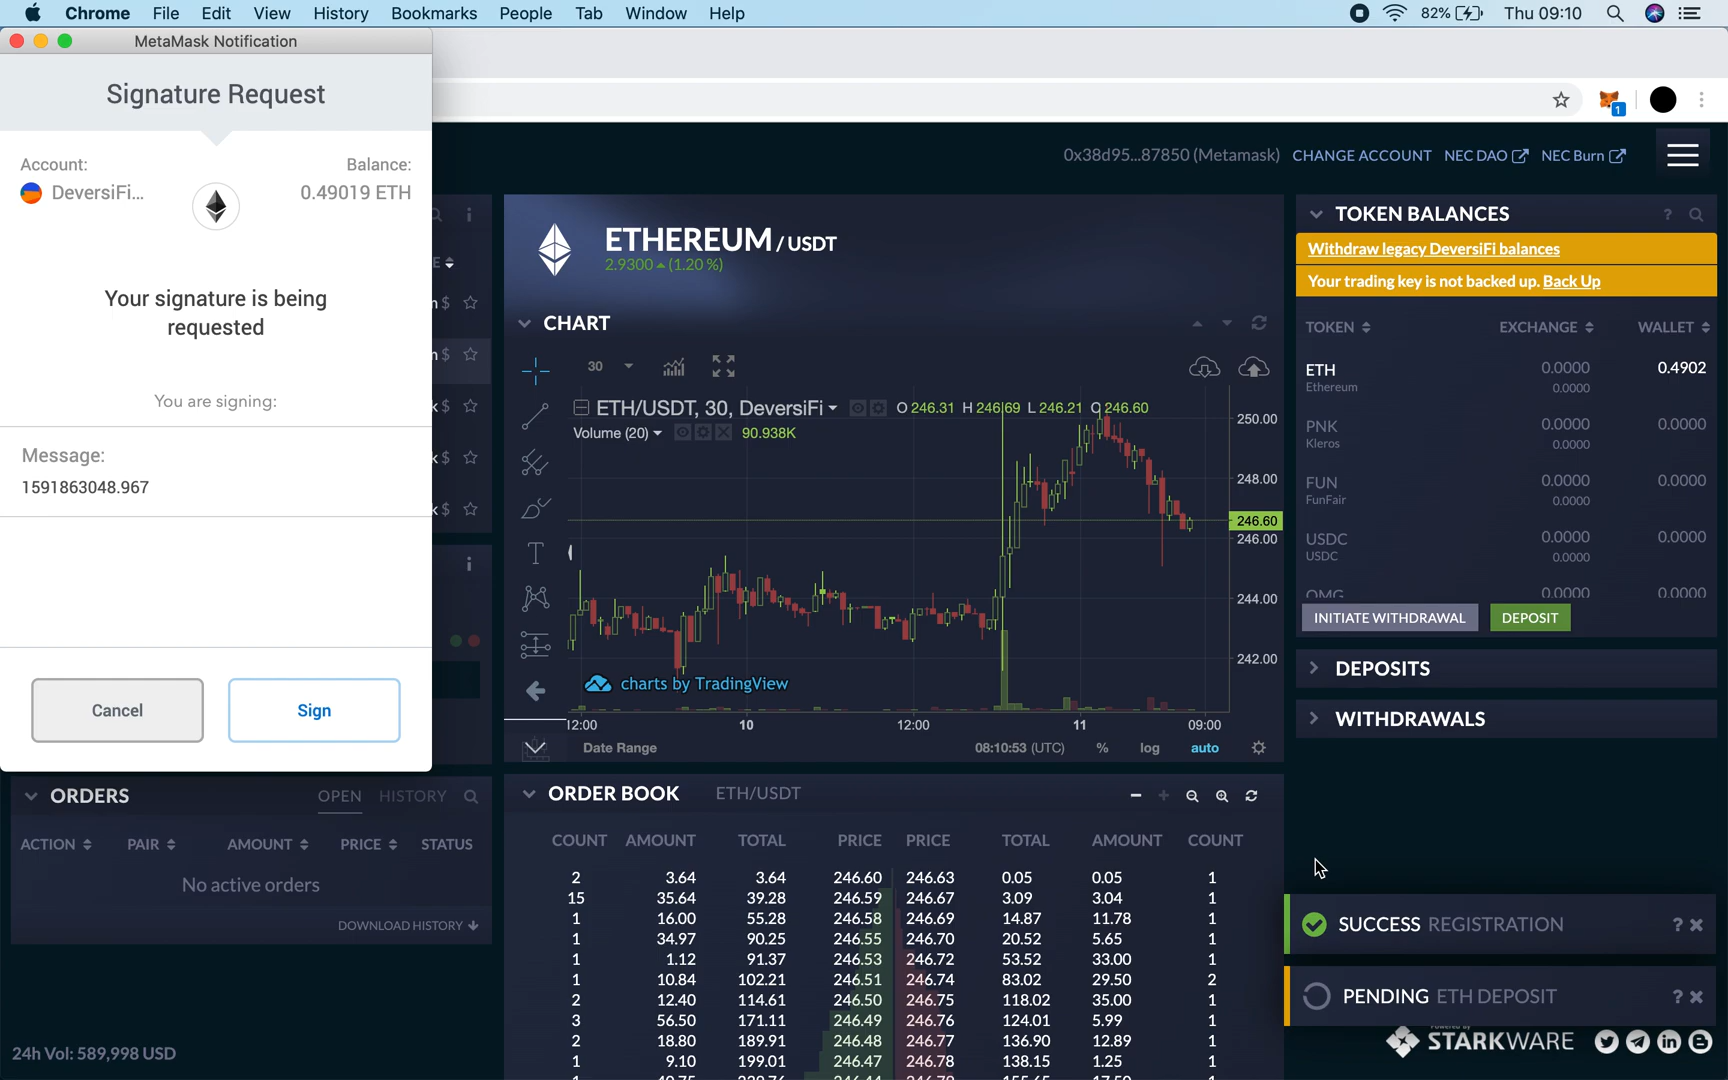 Chrome File Edit View History Bookmarks People Tab Window Help 82% Thu 09:10
MetaMask Notification
Signature Request
Account: Balance:
DeversiFi... 0.49019 ETH
Your signature is being
requested
You are signing:
Message:
1591863048.967
Cancel Sign
1
0x38d95...87850 (Metamask) CHANGE ACCOUNT NEC DAO NEC Burn
ETHEREUM / USDT
2.9300 (1.20 %)
CHART
30
ETH/USDT, 30, DeversiFi O 246.31 H 246.69 L 246.21 C 246.60
Volume (20) 90.938K
250.00
248.00
246.60
246.00
244.00
242.00
charts by TradingView
12:00 10 12:00 11 09:00
Date Range 08:10:53 (UTC) % log auto
TOKEN BALANCES ?
Withdraw legacy DeversiFi balances
Your trading key is not backed up. Back Up
TOKEN EXCHANGE WALLET
ETH 0.0000 0.4902
Ethereum 0.0000
PNK 0.0000 0.0000
Kleros 0.0000
FUN 0.0000 0.0000
FunFair 0.0000
USDC 0.0000 0.0000
USDC 0.0000
OMG 0.0000 0.0000
INITIATE WITHDRAWAL DEPOSIT
DEPOSITS
WITHDRAWALS
ORDERS OPEN HISTORY
ACTION PAIR AMOUNT PRICE STATUS
No active orders
DOWNLOAD HISTORY
24h Vol: 589,998 USD
ORDER BOOK ETH/USDT
COUNT AMOUNT TOTAL PRICE PRICE TOTAL AMOUNT COUNT
2 3.64 3.64 246.60 246.63 0.05 0.05 1
15 35.64 39.28 246.59 246.67 3.09 3.04 1
1 16.00 55.28 246.58 246.69 14.87 11.78 1
1 34.97 90.25 246.55 246.70 20.52 5.65 1
1 1.12 91.37 246.53 246.72 53.52 33.00 1
1 10.84 102.21 246.51 246.74 83.02 29.50 2
2 12.40 114.61 246.50 246.75 118.02 35.00 1
3 56.50 171.11 246.49 246.76 124.01 5.99 1
2 18.80 189.91 246.48 246.77 136.90 12.89 1
1 9.10 199.01 246.47 246.78 138.15 1.25 1
SUCCESS REGISTRATION ?
PENDING ETH DEPOSIT ?
Powered by
STARKWARE